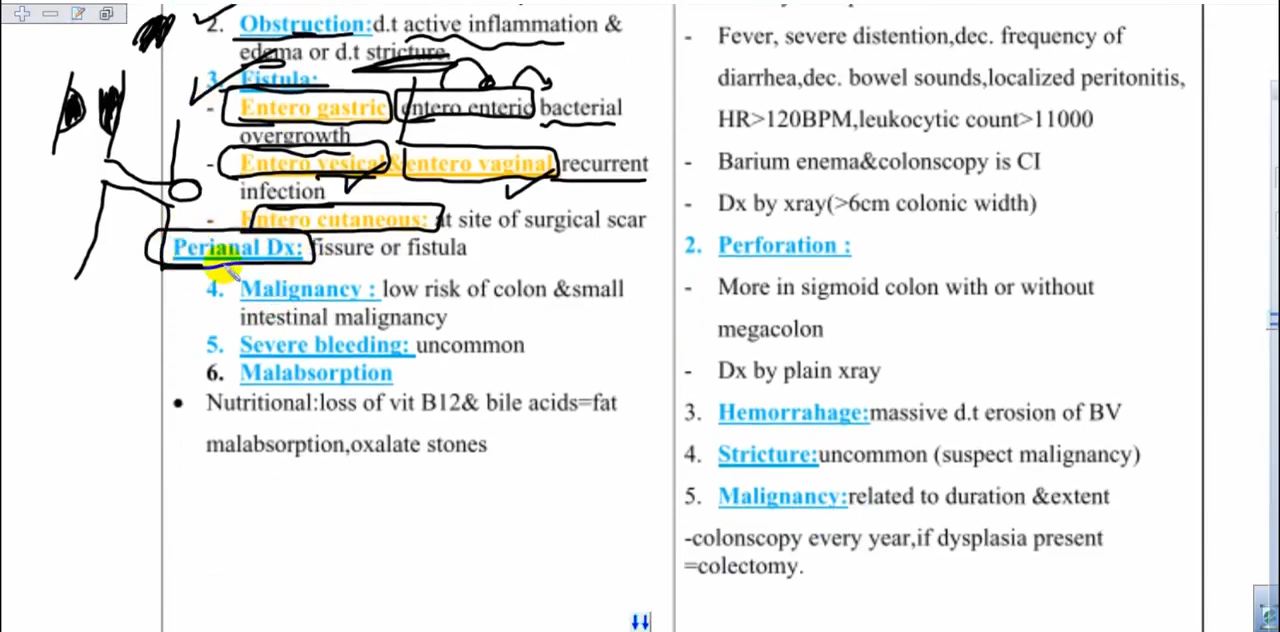 2. Obstruction:d.t active inflammation &
edema or d.t stricture
3. Fistula:
- Entero gastric entero enteric bacterial
overgrowth
- Entero vesical & entero vaginal recurrent
infection
- Entero cutaneous: at site of surgical scar
Perianal Dx: fissure or fistula
4. Malignancy : low risk of colon &small
intestinal malignancy
5. Severe bleeding: uncommon
6. Malabsorption
• Nutritional:loss of vit B12& bile acids=fat
malabsorption,oxalate stones
- Fever, severe distention,dec. frequency of
diarrhea,dec. bowel sounds,localized peritonitis,
HR>120BPM,leukocytic count>11000
- Barium enema&colonscopy is CI
- Dx by xray(>6cm colonic width)
2. Perforation :
- More in sigmoid colon with or without
megacolon
- Dx by plain xray
3. Hemorrahage:massive d.t erosion of BV
4. Stricture:uncommon (suspect malignancy)
5. Malignancy:related to duration &extent
-colonscopy every year,if dysplasia present
=colectomy.